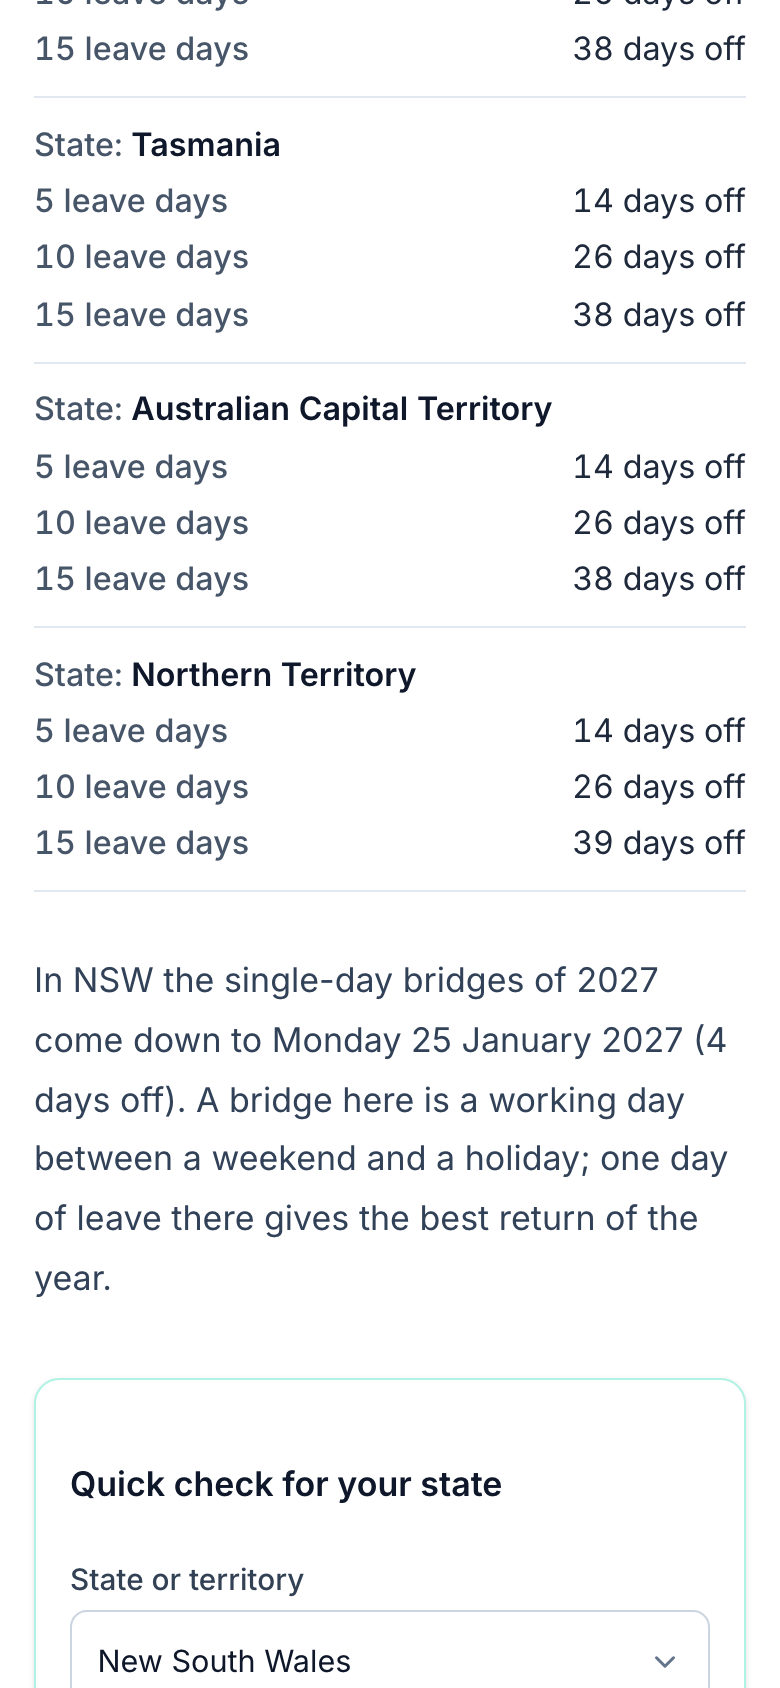 10 leave days 26 days off
15 leave days 38 days off
State: Tasmania
5 leave days 14 days off
10 leave days 26 days off
15 leave days 38 days off
State: Australian Capital Territory
5 leave days 14 days off
10 leave days 26 days off
15 leave days 38 days off
State: Northern Territory
5 leave days 14 days off
10 leave days 26 days off
15 leave days 39 days off
In NSW the single-day bridges of 2027
come down to Monday 25 January 2027 (4
days off). A bridge here is a working day
between a weekend and a holiday; one day
of leave there gives the best return of the
year.
Quick check for your state
State or territory
New South Wales